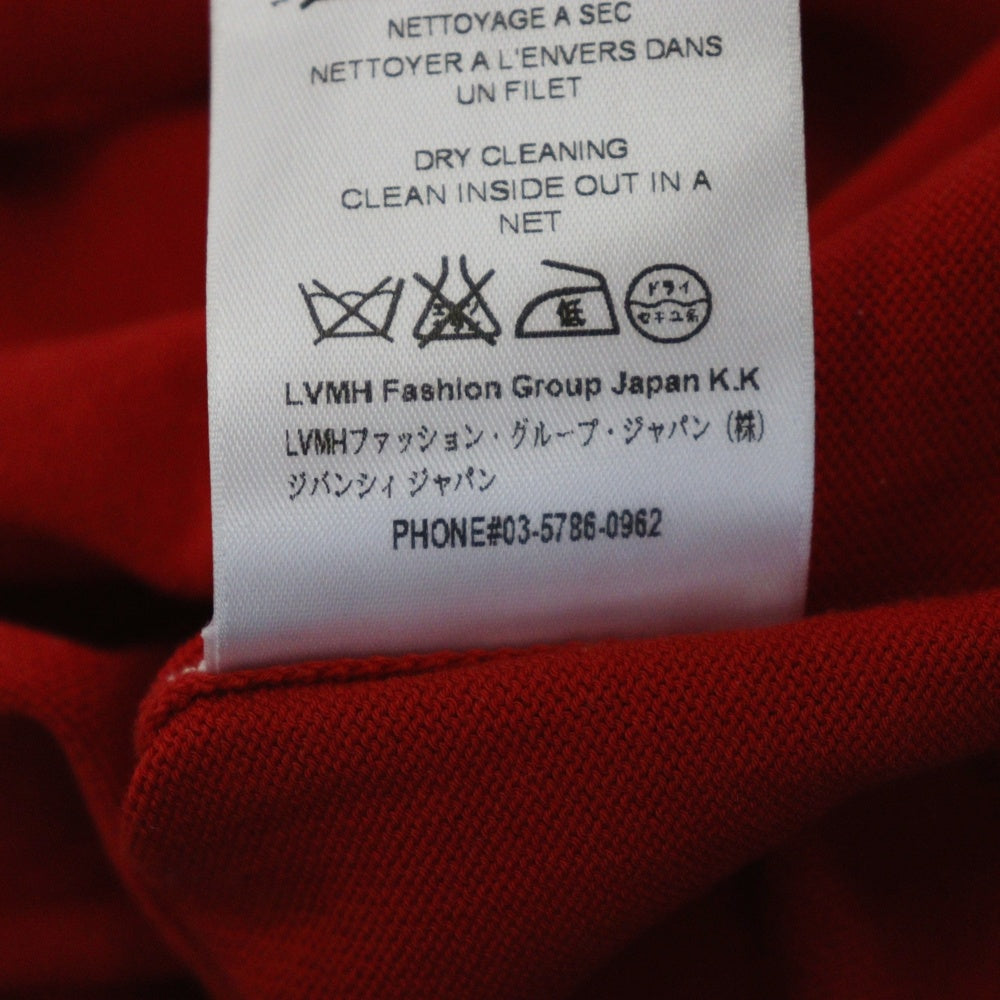 NETTOYAGE A SEC
NETTOYER A L'ENVERS DANS
UN FILET
DRY CLEANING
CLEAN INSIDE OUT IN A
NET
低
ドライ
セキユ系
LVMH Fashion Group Japan K.K
LVMHファッション・グループ・ジャパン (株)
ジバンシィ ジャパン
PHONE#03-5786-0962